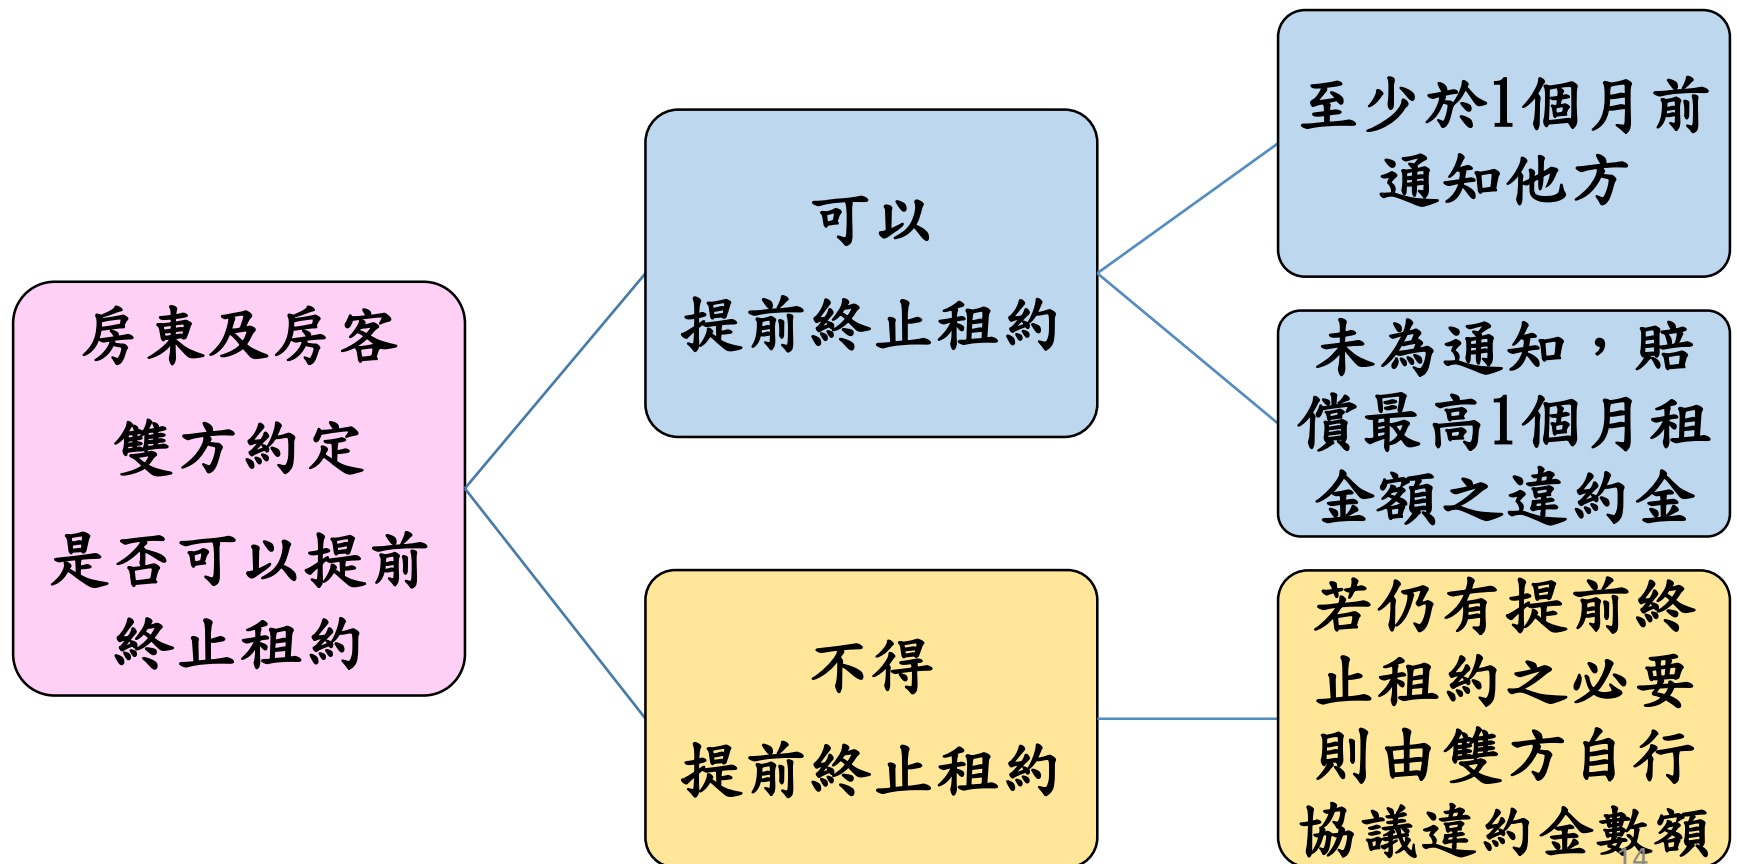 房東及房客
雙方約定
是否可以提前
終止租約
可以
提前終止租約
至少於1個月前
通知他方
未為通知，賠
償最高1個月租
金額之違約金
不得
提前終止租約
若仍有提前終
止租約之必要
則由雙方自行
協議違約金數額
14